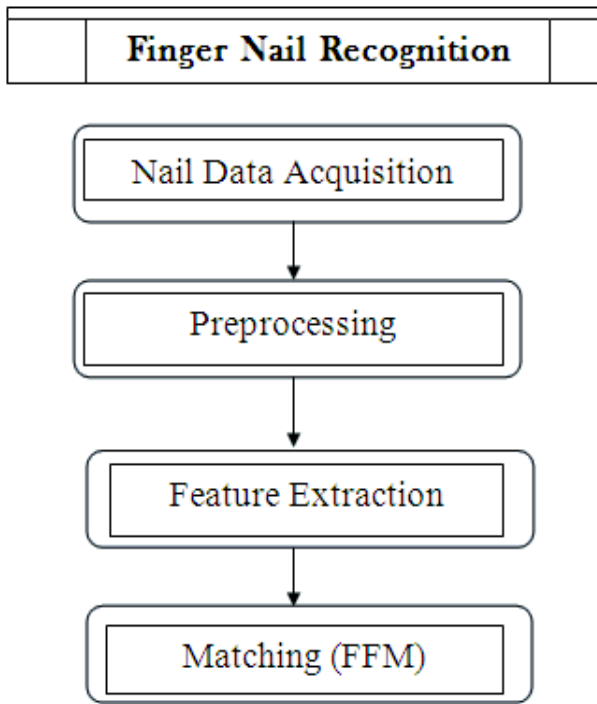 Finger Nail Recognition
Nail Data Acquisition
Preprocessing
Feature Extraction
Matching (FFM)